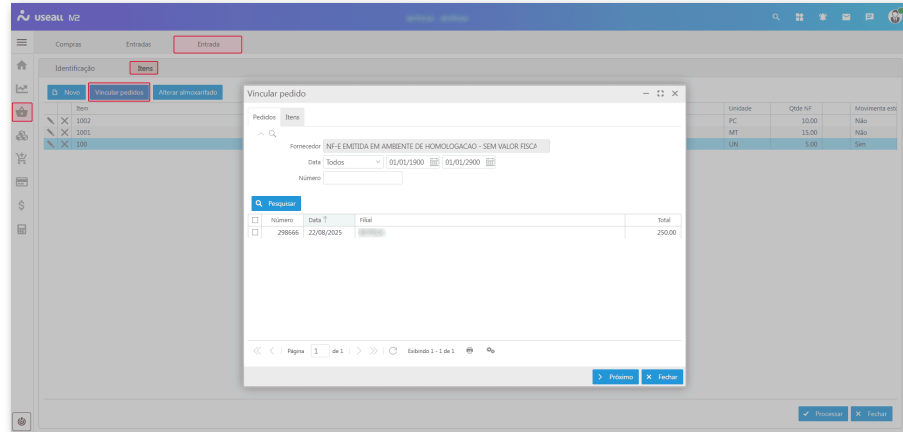 useall M2
Compras Entradas Entrada
Identificação Itens
Novo Vincular pedidos Alterar almoxarifado
Item Unidade Qtde NF Movimenta esto
1002 PC 10,00 Não
1001 MT 15,00 Não
100 UN 5,00 Sim
Vincular pedido
Pedidos Itens
Fornecedor NF-E EMITIDA EM AMBIENTE DE HOMOLOGACAO - SEM VALOR FISCA
Data Todos 01/01/1900 01/01/2900
Número
Pesquisar
Número Data ↑ Filial Total
298666 22/08/2025 250,00
Página 1 de 1 Exibindo 1 - 1 de 1
Próximo Fechar
Processar Fechar